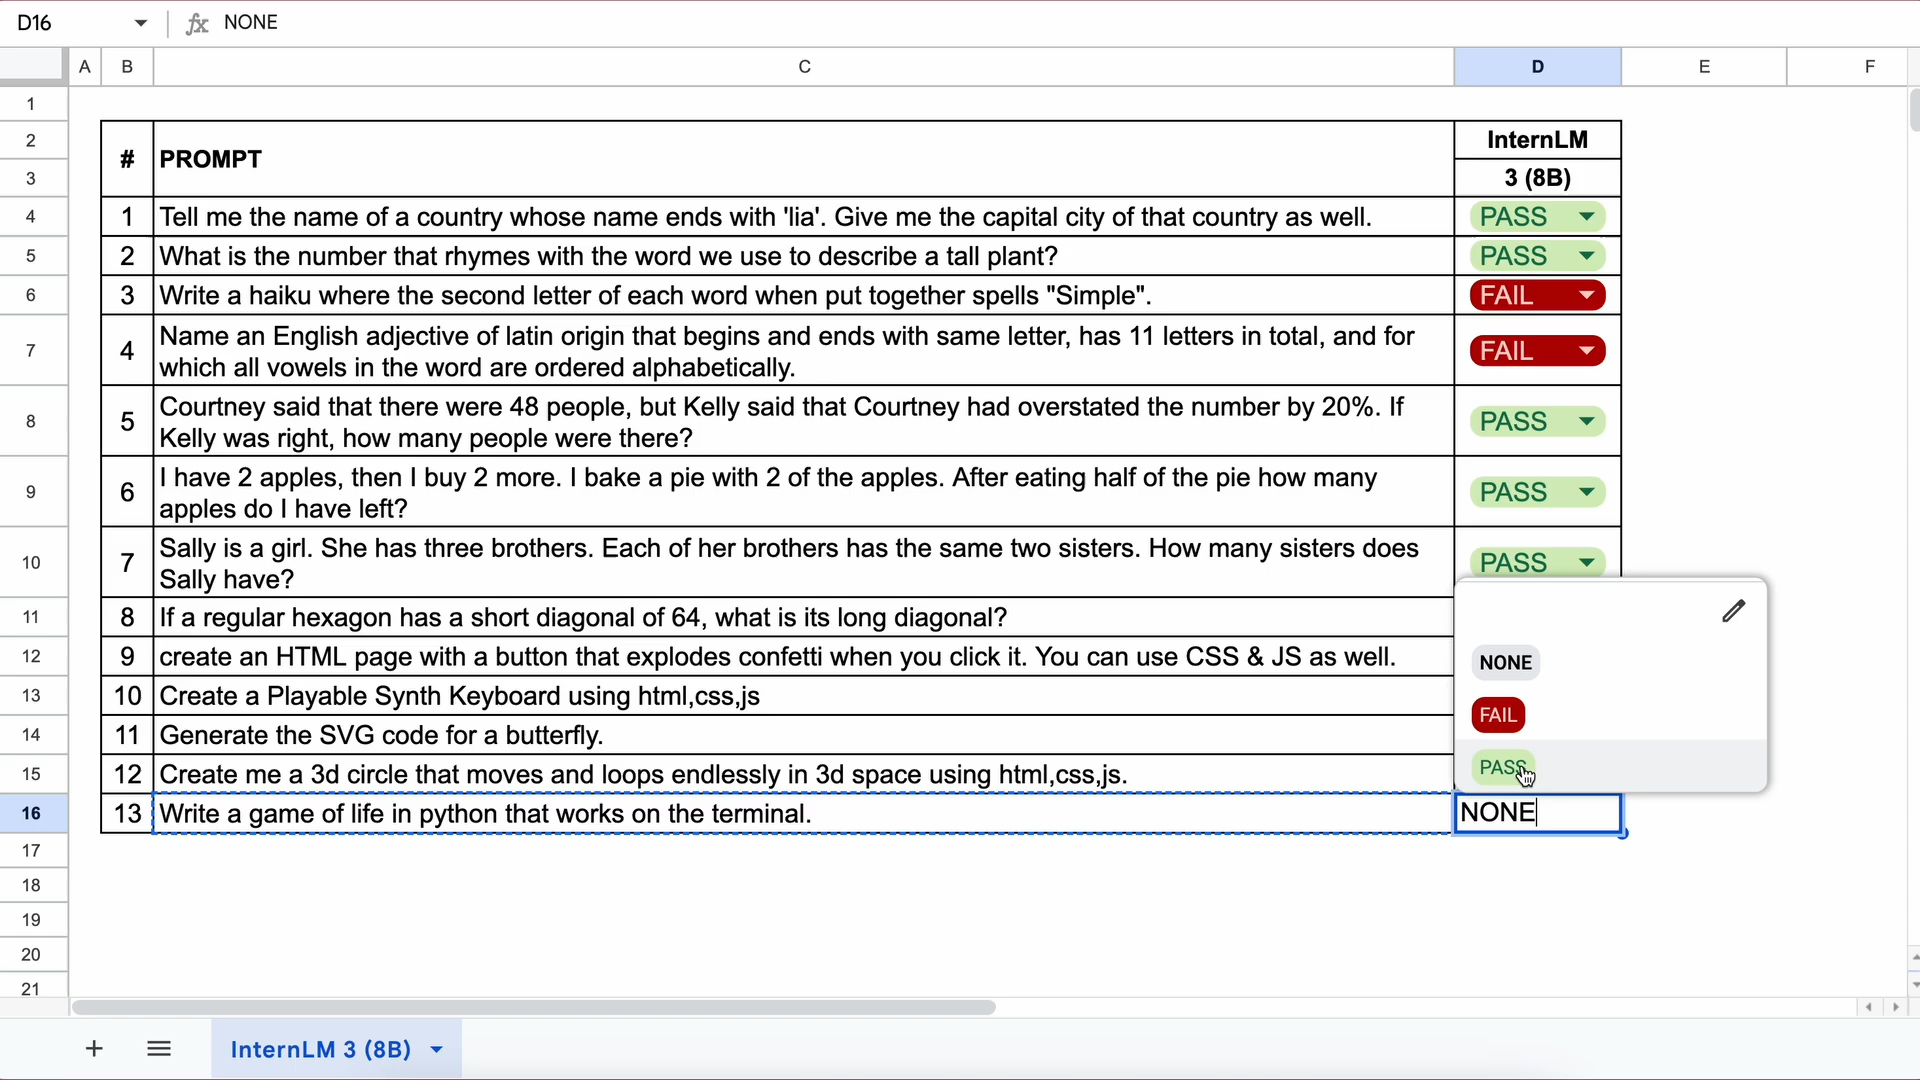 D16 fx NONE
A B C D E F
1
2 # PROMPT InternLM
3 3 (8B)
4 1 Tell me the name of a country whose name ends with 'lia'. Give me the capital city of that country as well. PASS
5 2 What is the number that rhymes with the word we use to describe a tall plant? PASS
6 3 Write a haiku where the second letter of each word when put together spells "Simple". FAIL
7 4 Name an English adjective of latin origin that begins and ends with same letter, has 11 letters in total, and for FAIL
which all vowels in the word are ordered alphabetically.
8 5 Courtney said that there were 48 people, but Kelly said that Courtney had overstated the number by 20%. If PASS
Kelly was right, how many people were there?
9 6 I have 2 apples, then I buy 2 more. I bake a pie with 2 of the apples. After eating half of the pie how many PASS
apples do I have left?
10 7 Sally is a girl. She has three brothers. Each of her brothers has the same two sisters. How many sisters does PASS
Sally have?
11 8 If a regular hexagon has a short diagonal of 64, what is its long diagonal?
12 9 create an HTML page with a button that explodes confetti when you click it. You can use CSS & JS as well. NONE
13 10 Create a Playable Synth Keyboard using html,css,js FAIL
14 11 Generate the SVG code for a butterfly.
15 12 Create me a 3d circle that moves and loops endlessly in 3d space using html,css,js. PASS
16 13 Write a game of life in python that works on the terminal. NONE
17
18
19
20
21
InternLM 3 (8B)